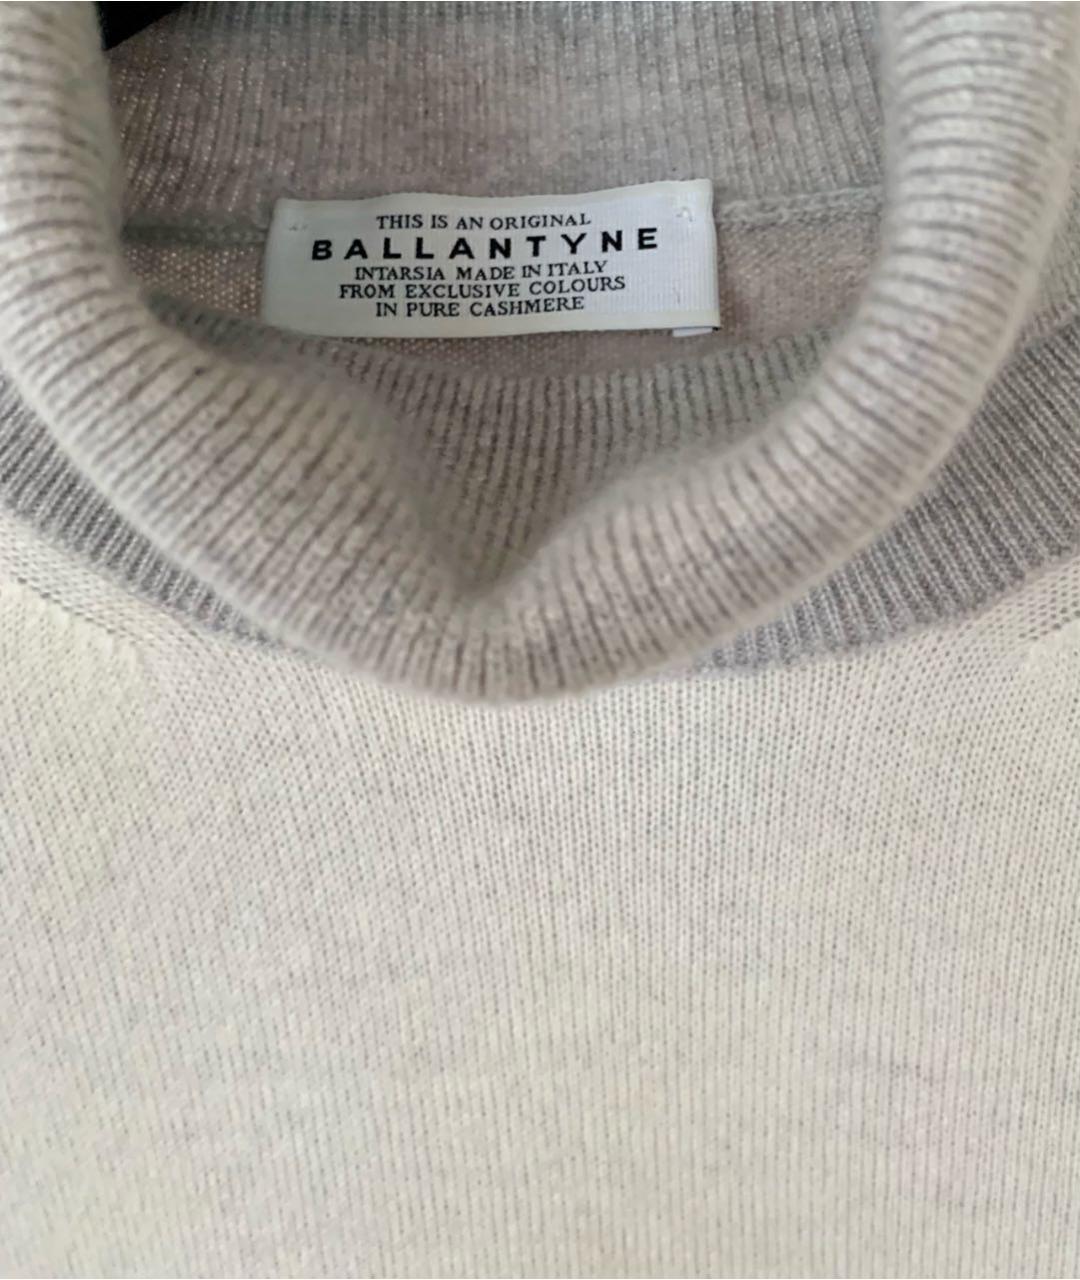 THIS IS AN ORIGINAL
BALLANTYNE
INTARSIA MADE IN ITALY
FROM EXCLUSIVE COLOURS
IN PURE CASHMERE